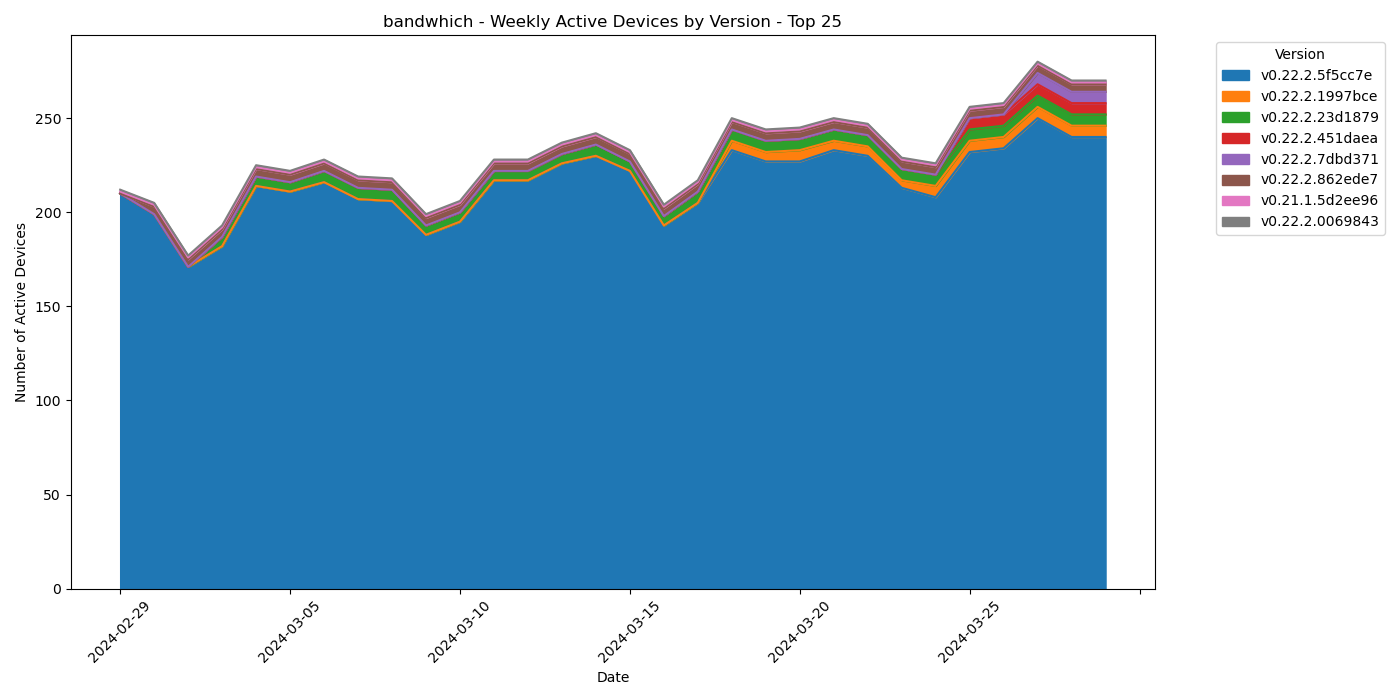 bandwhich - Weekly Active Devices by Version - Top 25
Number of Active Devices
250
200
150
100
50
0
2024-02-29
2024-03-05
2024-03-10
2024-03-15
2024-03-20
2024-03-25
Date
Version
v0.22.2.5f5cc7e
v0.22.2.1997bce
v0.22.2.23d1879
v0.22.2.451daea
v0.22.2.7dbd371
v0.22.2.862ede7
v0.21.1.5d2ee96
v0.22.2.0069843